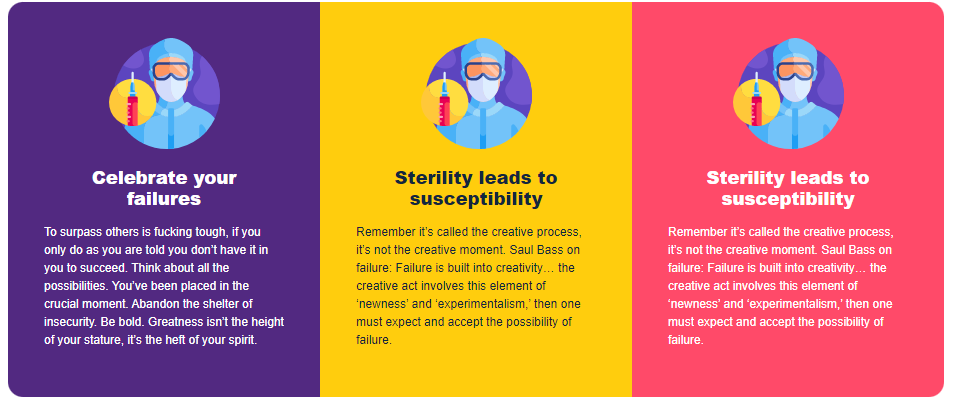 Celebrate your
failures
To surpass others is fucking tough, if you
only do as you are told you don’t have it in
you to succeed. Think about all the
possibilities. You’ve been placed in the
crucial moment. Abandon the shelter of
insecurity. Be bold. Greatness isn’t the height
of your stature, it’s the heft of your spirit.
Sterility leads to
susceptibility
Remember it’s called the creative process,
it’s not the creative moment. Saul Bass on
failure: Failure is built into creativity… the
creative act involves this element of
‘newness’ and ‘experimentalism,’ then one
must expect and accept the possibility of
failure.
Sterility leads to
susceptibility
Remember it’s called the creative process,
it’s not the creative moment. Saul Bass on
failure: Failure is built into creativity… the
creative act involves this element of
‘newness’ and ‘experimentalism,’ then one
must expect and accept the possibility of
failure.